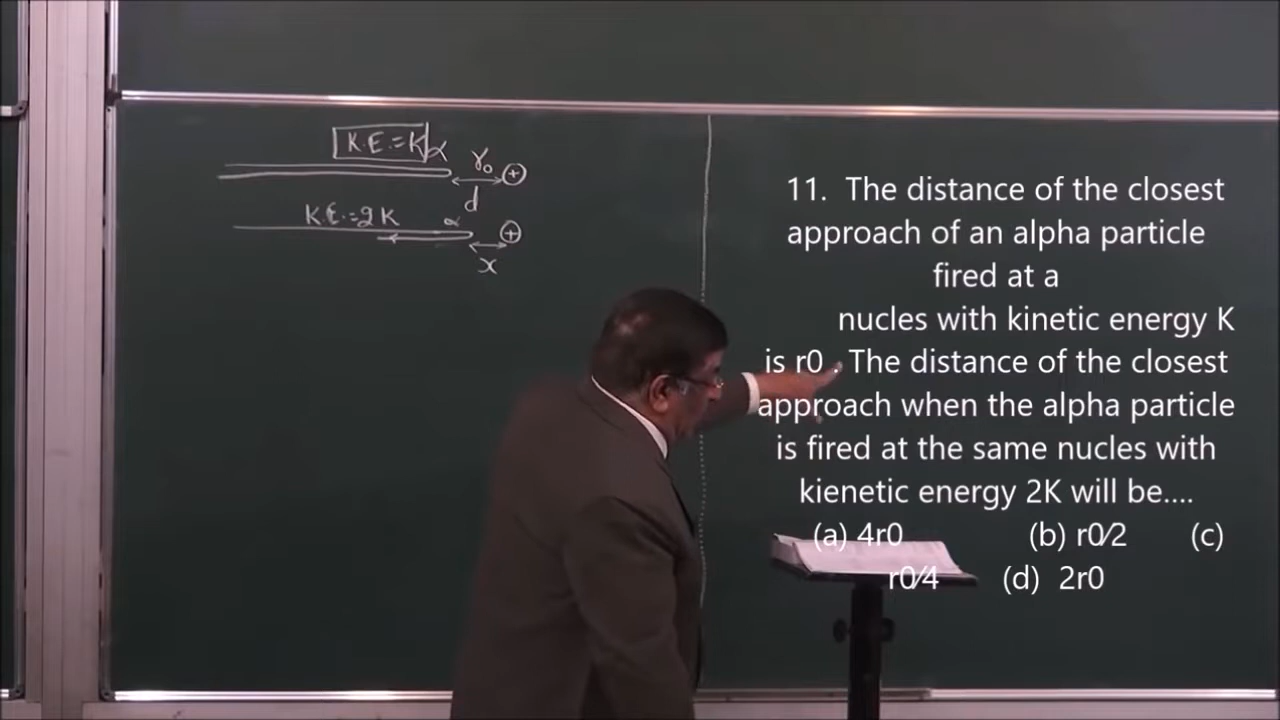 K.E.=K α
r₀
+
d
K.E.=2K α
+
x
11. The distance of the closest
approach of an alpha particle
fired at a
nucles with kinetic energy K
is r0 . The distance of the closest
approach when the alpha particle
is fired at the same nucles with
kienetic energy 2K will be....
(a) 4r0 (b) r0/2 (c)
r0/4 (d) 2r0